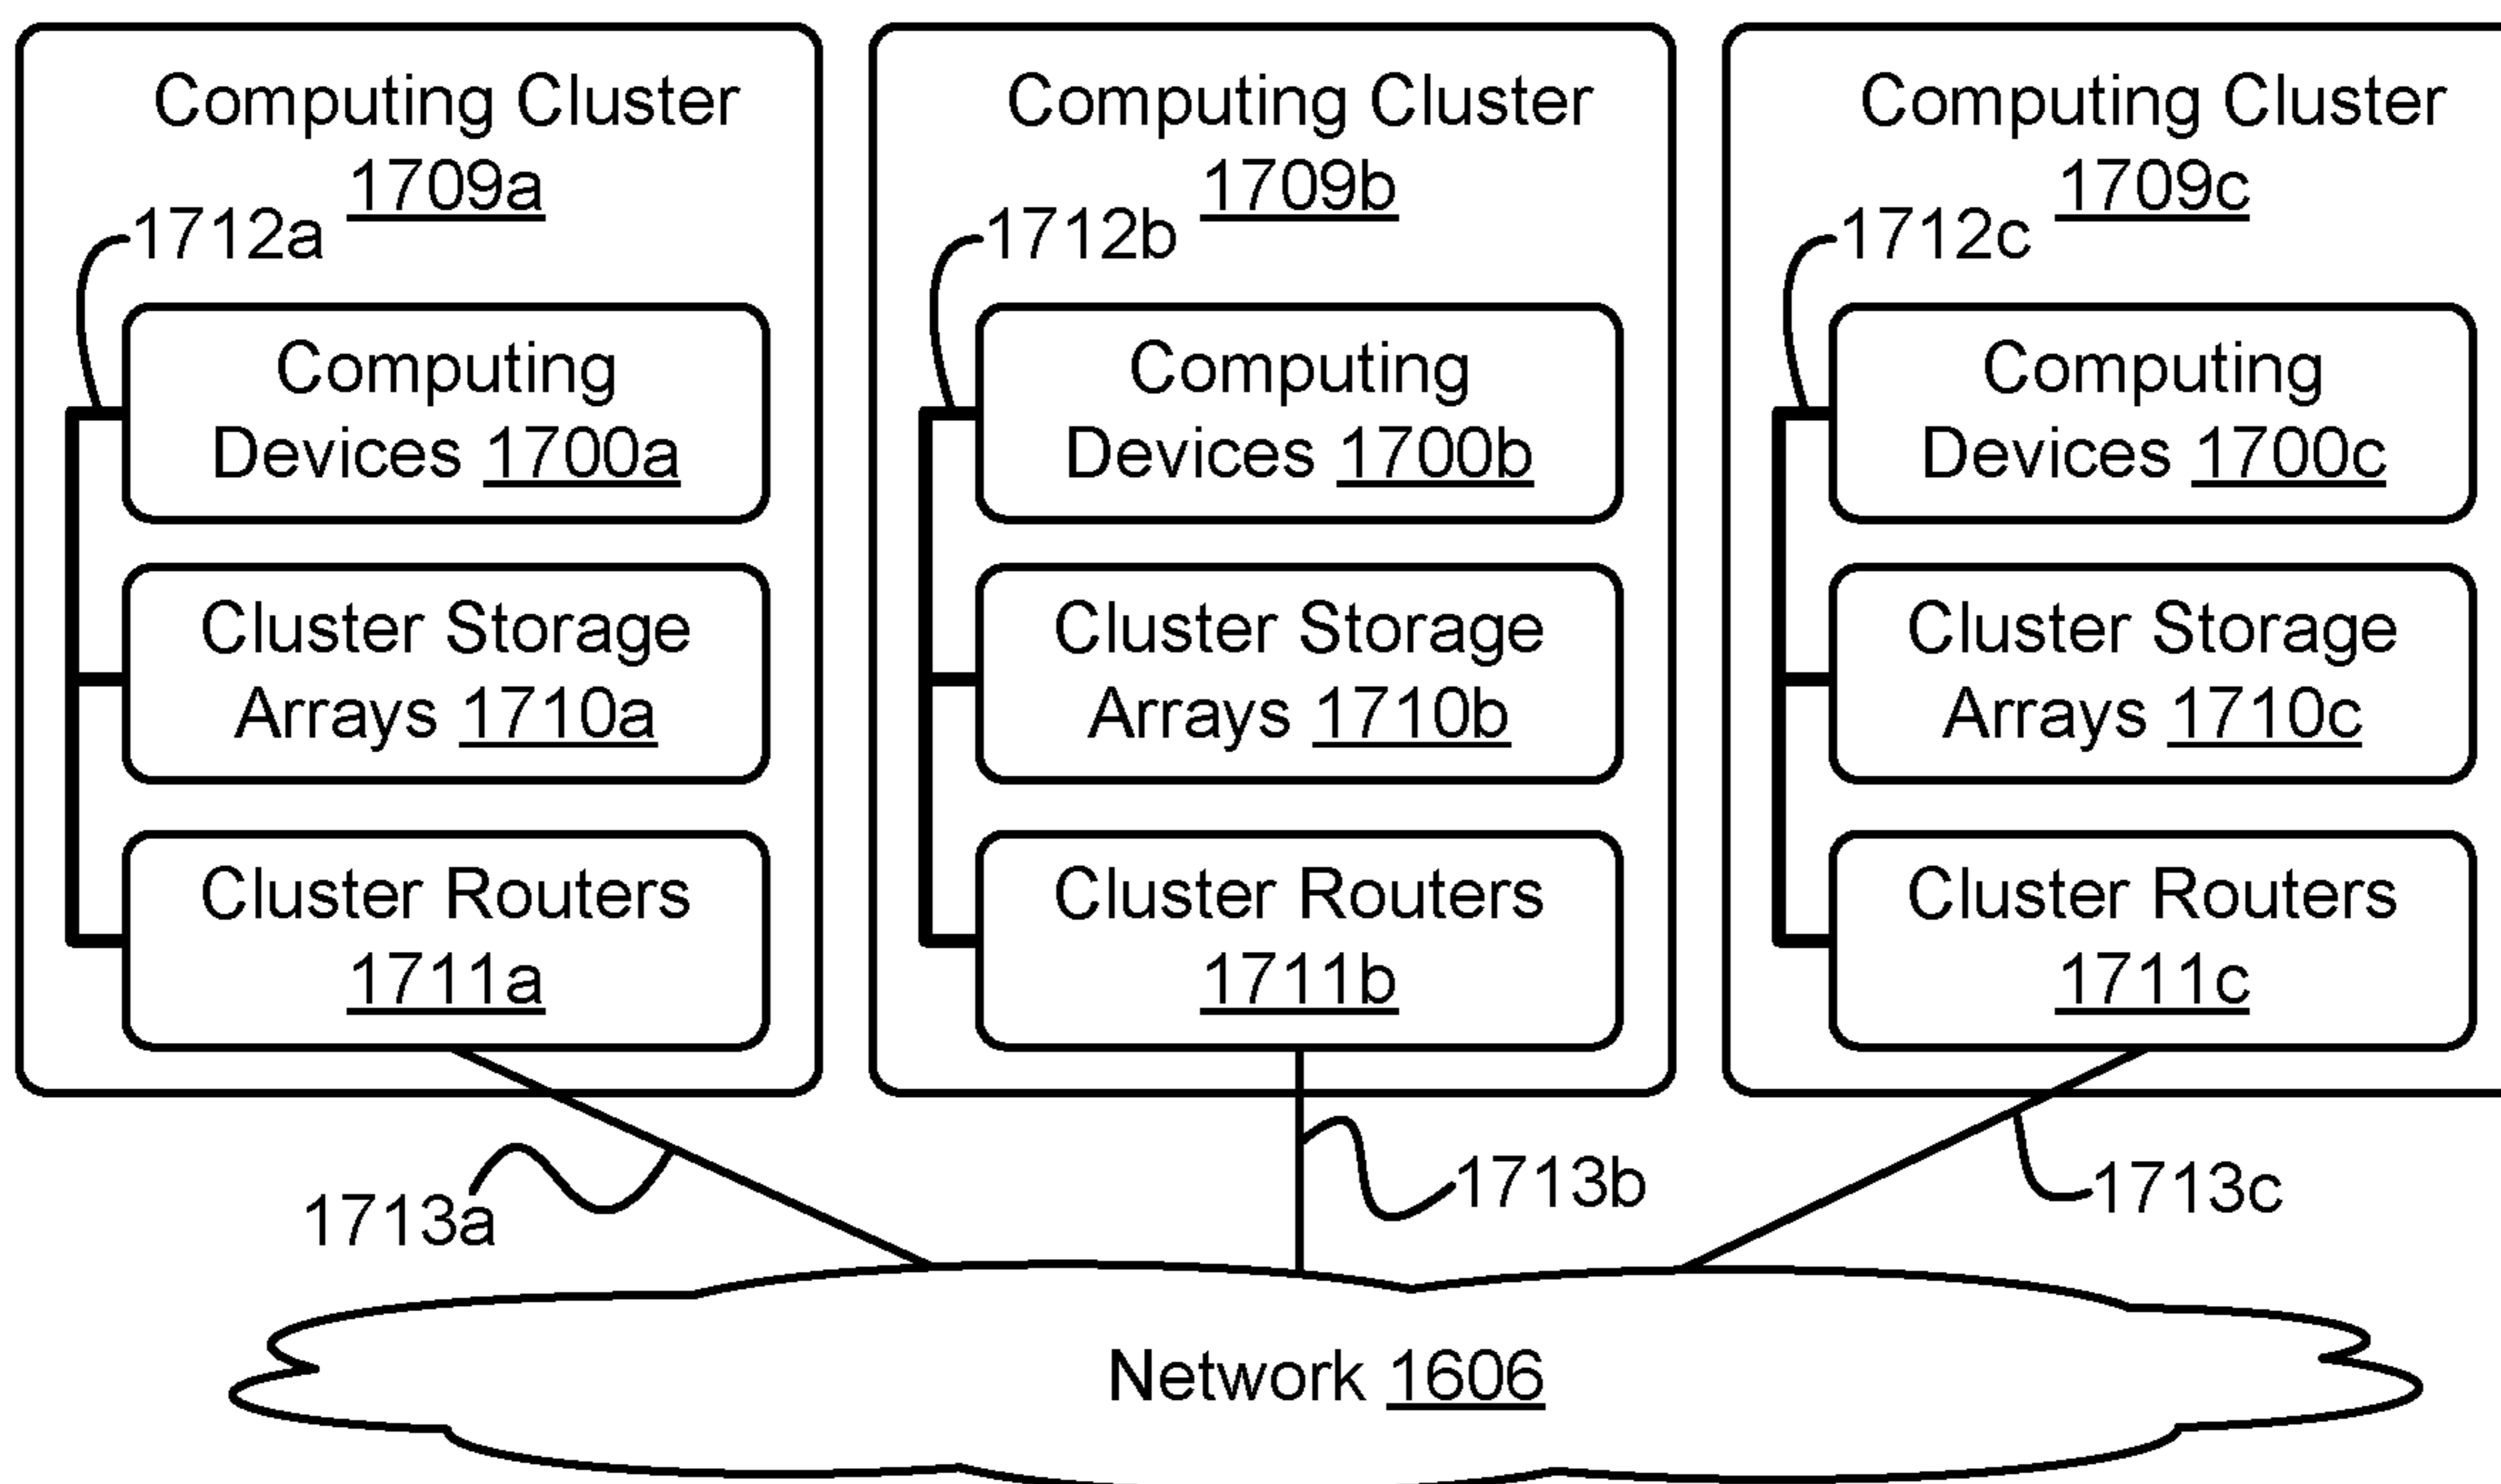 Computing Cluster
1709a
1712a
Computing
Devices 1700a
Cluster Storage
Arrays 1710a
Cluster Routers
1711a
Computing Cluster
1709b
1712b
Computing
Devices 1700b
Cluster Storage
Arrays 1710b
Cluster Routers
1711b
Computing Cluster
1709c
1712c
Computing
Devices 1700c
Cluster Storage
Arrays 1710c
Cluster Routers
1711c
1713a
1713b
1713c
Network 1606